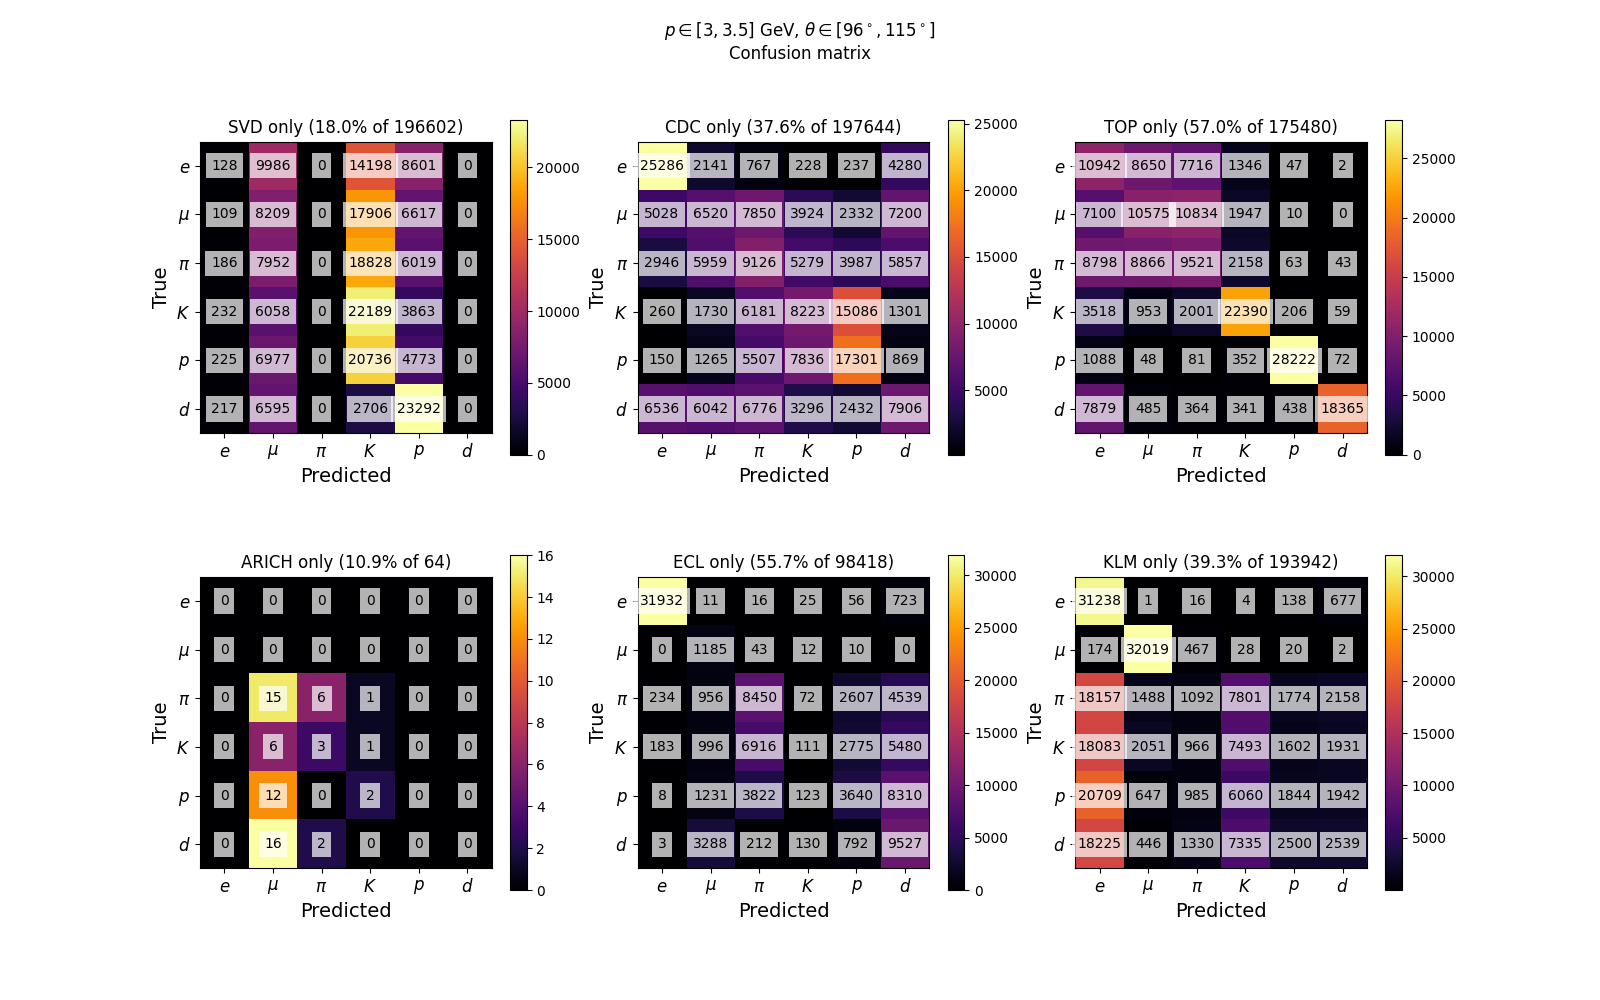 p ∈ [3, 3.5] GeV, θ ∈ [96°, 115°]
Confusion matrix
SVD only (18.0% of 196602)
True
e 128 9986 0 14198 8601 0
μ 109 8209 0 17906 6617 0
π 186 7952 0 18828 6019 0
K 232 6058 0 22189 3863 0
p 225 6977 0 20736 4773 0
d 217 6595 0 2706 23292 0
e μ π K p d
Predicted
20000
15000
10000
5000
0
CDC only (37.6% of 197644)
True
e 25286 2141 767 228 237 4280
μ 5028 6520 7850 3924 2332 7200
π 2946 5959 9126 5279 3987 5857
K 260 1730 6181 8223 15086 1301
p 150 1265 5507 7836 17301 869
d 6536 6042 6776 3296 2432 7906
e μ π K p d
Predicted
25000
20000
15000
10000
5000
TOP only (57.0% of 175480)
True
e 10942 8650 7716 1346 47 2
μ 7100 10575 10834 1947 10 0
π 8798 8866 9521 2158 63 43
K 3518 953 2001 22390 206 59
p 1088 48 81 352 28222 72
d 7879 485 364 341 438 18365
e μ π K p d
Predicted
25000
20000
15000
10000
5000
0
ARICH only (10.9% of 64)
True
e 0 0 0 0 0 0
μ 0 0 0 0 0 0
π 0 15 6 1 0 0
K 0 6 3 1 0 0
p 0 12 0 2 0 0
d 0 16 2 0 0 0
e μ π K p d
Predicted
16
14
12
10
8
6
4
2
0
ECL only (55.7% of 98418)
True
e 31932 11 16 25 56 723
μ 0 1185 43 12 10 0
π 234 956 8450 72 2607 4539
K 183 996 6916 111 2775 5480
p 8 1231 3822 123 3640 8310
d 3 3288 212 130 792 9527
e μ π K p d
Predicted
30000
25000
20000
15000
10000
5000
0
KLM only (39.3% of 193942)
True
e 31238 1 16 4 138 677
μ 174 32019 467 28 20 2
π 18157 1488 1092 7801 1774 2158
K 18083 2051 966 7493 1602 1931
p 20709 647 985 6060 1844 1942
d 18225 446 1330 7335 2500 2539
e μ π K p d
Predicted
30000
25000
20000
15000
10000
5000